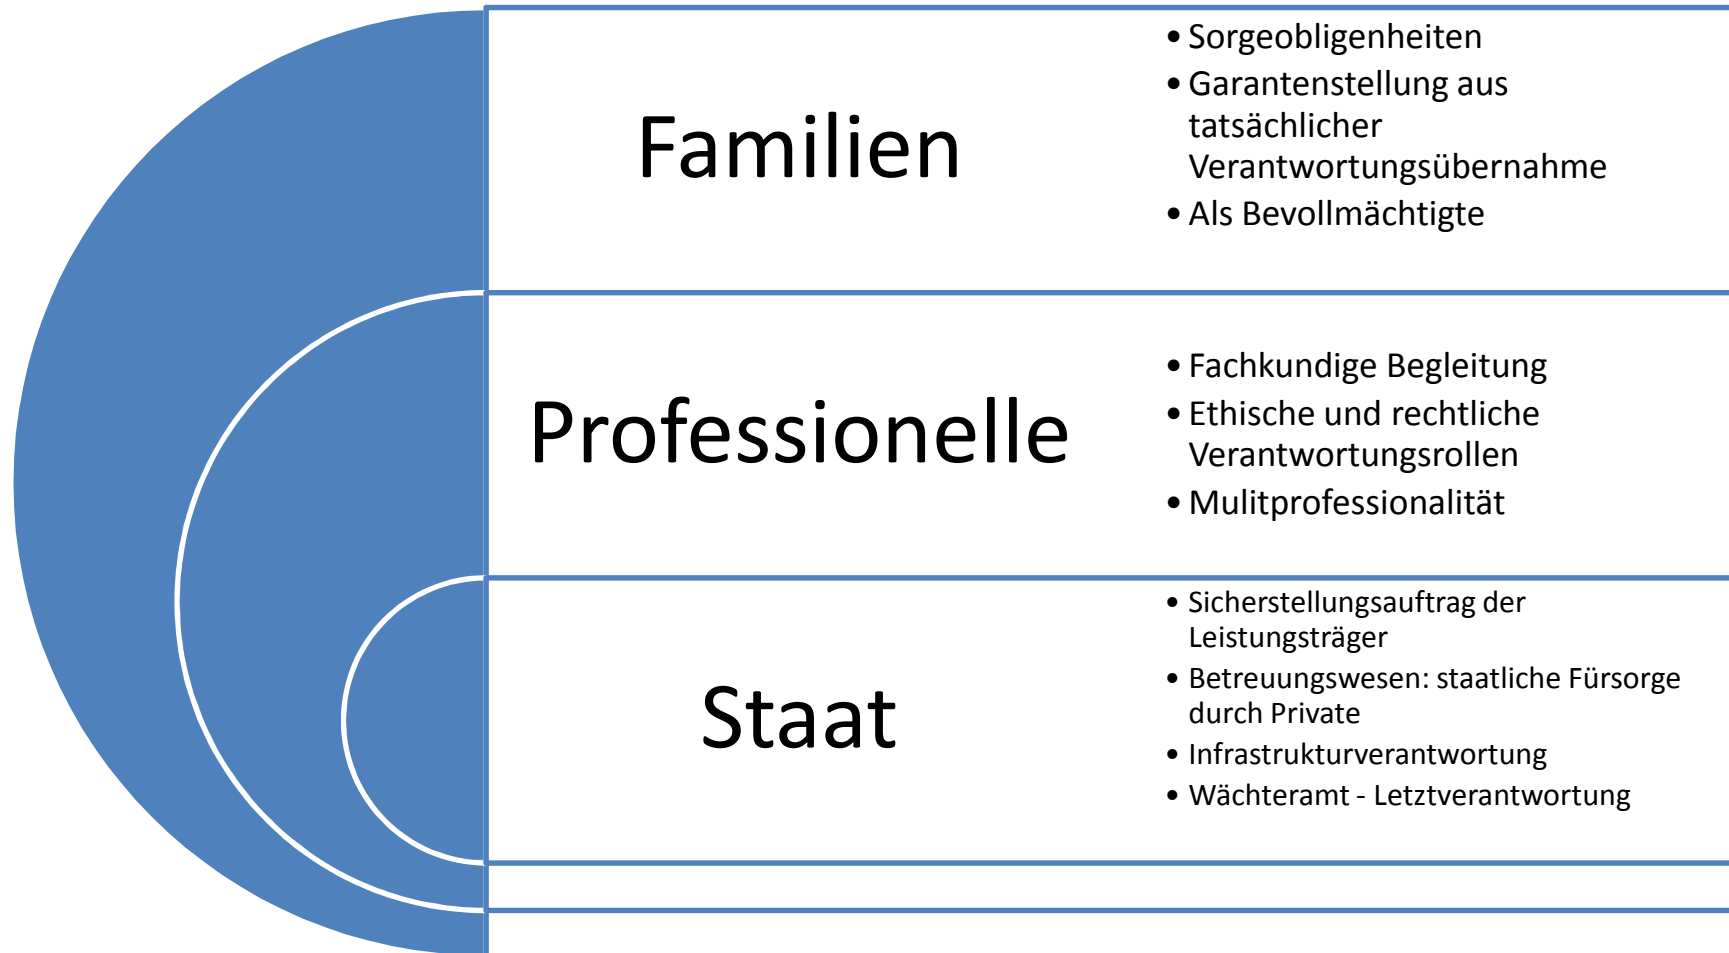 Familien
• Sorgeobligenheiten
• Garantenstellung aus
tatsächlicher
Verantwortungsübernahme
• Als Bevollmächtigte
Professionelle
• Fachkundige Begleitung
• Ethische und rechtliche
Verantwortungsrollen
• Mulitprofessionalität
Staat
• Sicherstellungsauftrag der
Leistungsträger
• Betreuungswesen: staatliche Fürsorge
durch Private
• Infrastrukturverantwortung
• Wächteramt - Letztverantwortung